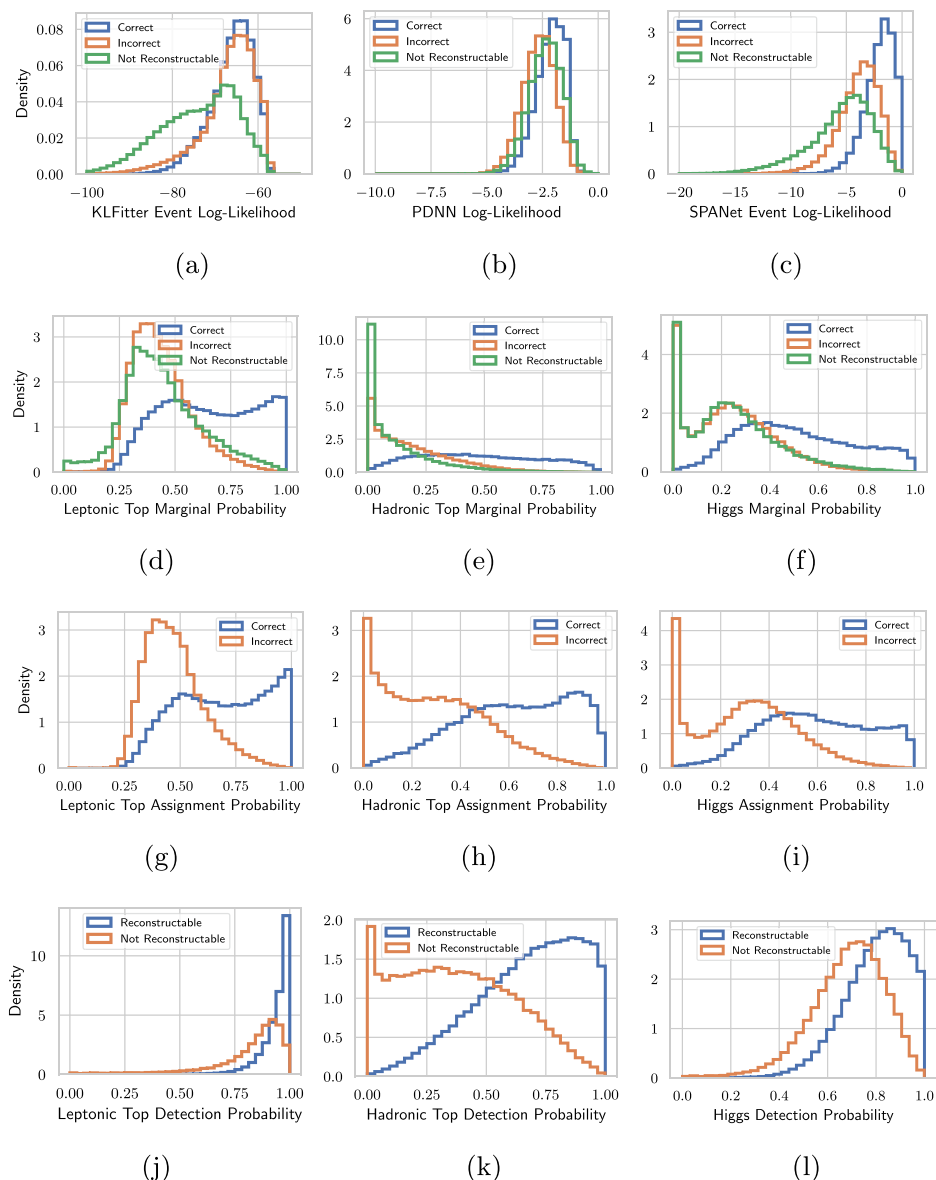 Correct
Incorrect
Not Reconstructable
Density
0.00
0.02
0.04
0.06
0.08
−100
−80
−60
KLFitter Event Log-Likelihood
(a)
Correct
Incorrect
Not Reconstructable
0
2
4
6
−10.0
−7.5
−5.0
−2.5
0.0
PDNN Log-Likelihood
(b)
Correct
Incorrect
Not Reconstructable
0
1
2
3
−20
−15
−10
−5
0
SPANet Event Log-Likelihood
(c)
Correct
Incorrect
Not Reconstructable
Density
0
1
2
3
0.00
0.25
0.50
0.75
1.00
Leptonic Top Marginal Probability
(d)
Correct
Incorrect
Not Reconstructable
0.0
2.5
5.0
7.5
10.0
0.00
0.25
0.50
0.75
1.00
Hadronic Top Marginal Probability
(e)
Correct
Incorrect
Not Reconstructable
0
2
4
0.0
0.2
0.4
0.6
0.8
1.0
Higgs Marginal Probability
(f)
Correct
Incorrect
Density
0
1
2
3
0.00
0.25
0.50
0.75
1.00
Leptonic Top Assignment Probability
(g)
Correct
Incorrect
0
1
2
3
0.0
0.2
0.4
0.6
0.8
1.0
Hadronic Top Assignment Probability
(h)
Correct
Incorrect
0
1
2
3
4
0.0
0.2
0.4
0.6
0.8
1.0
Higgs Assignment Probability
(i)
Reconstructable
Not Reconstructable
Density
0
5
10
0.00
0.25
0.50
0.75
1.00
Leptonic Top Detection Probability
(j)
Reconstructable
Not Reconstructable
0.0
0.5
1.0
1.5
2.0
0.00
0.25
0.50
0.75
1.00
Hadronic Top Detection Probability
(k)
Reconstructable
Not Reconstructable
0
1
2
3
0.0
0.2
0.4
0.6
0.8
1.0
Higgs Detection Probability
(l)